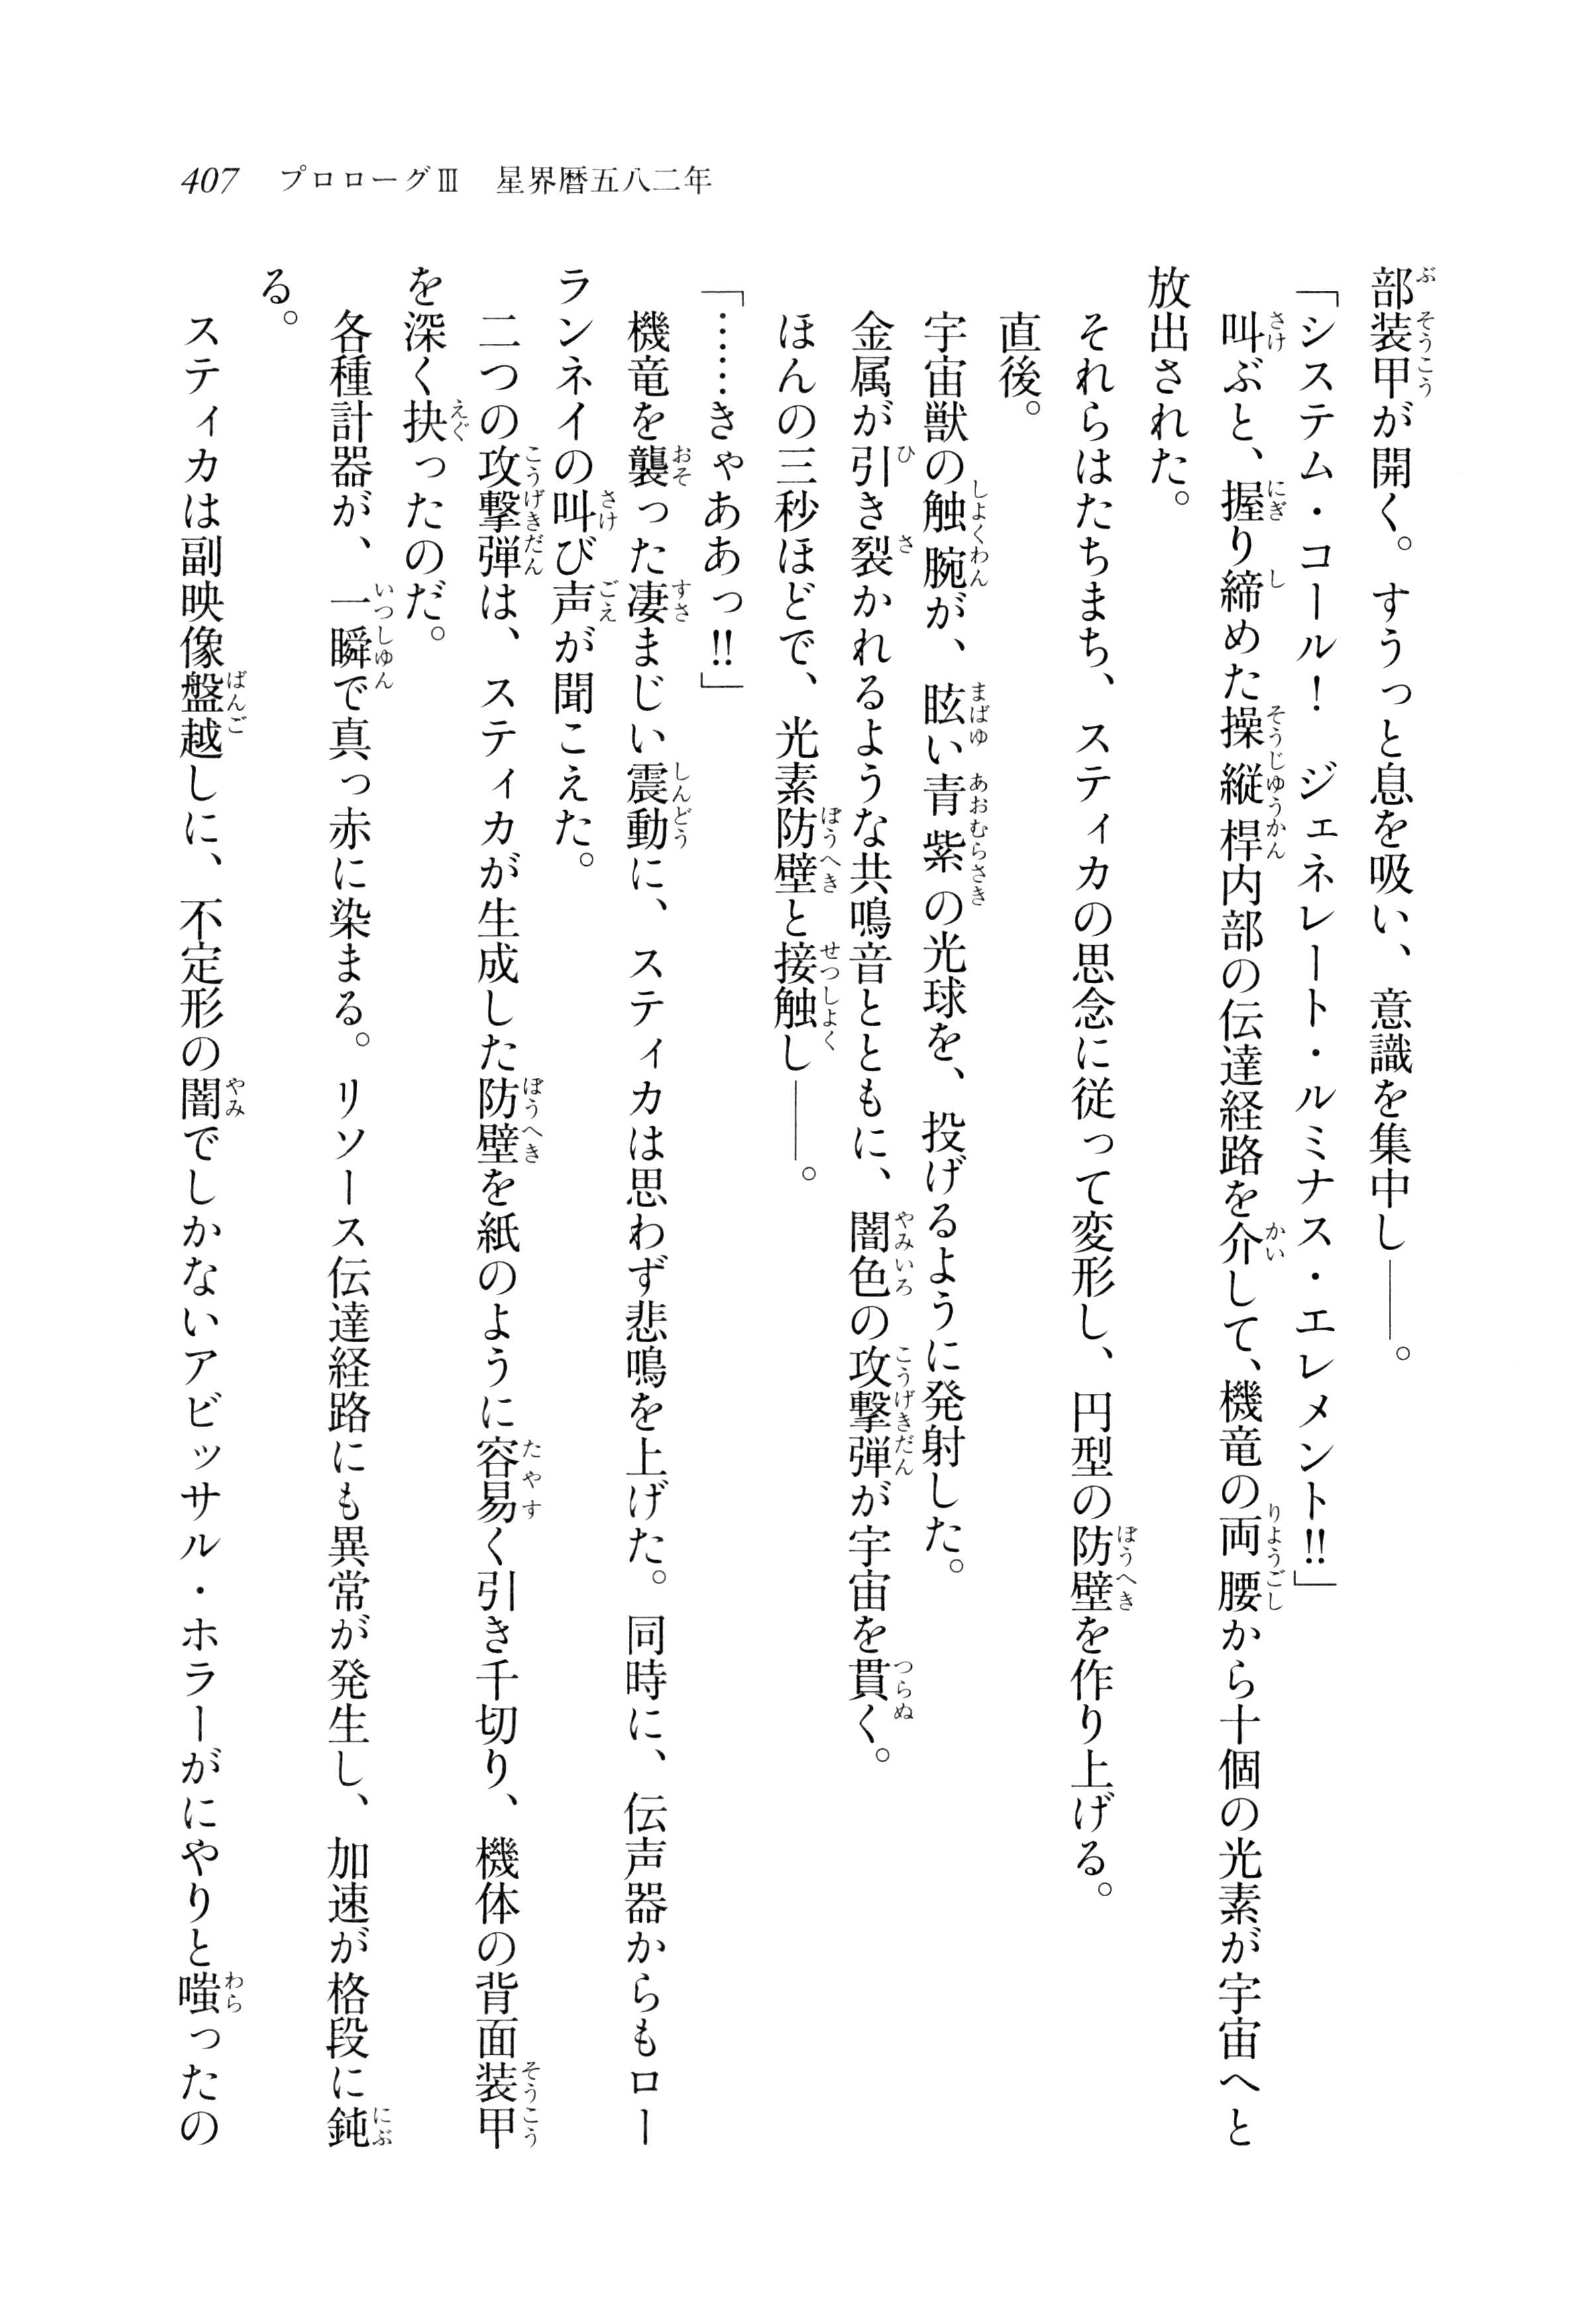 407 プロローグⅢ 星界暦五八二年
部装甲が開く。すうっと息を吸い、意識を集中し――。
「システム・コール！ ジェネレート・ルミナス・エレメント!!」
叫ぶと、握り締めた操縦桿内部の伝達経路を介して、機竜の両腰から十個の光素が宇宙へと
放出された。
それらはたちまち、スティカの思念に従って変形し、円型の防壁を作り上げる。
直後。
宇宙獣の触腕が、眩い青紫の光球を、投げるように発射した。
金属が引き裂かれるような共鳴音とともに、闇色の攻撃弾が宇宙を貫く。
ほんの三秒ほどで、光素防壁と接触し――。
「……きゃああっ!!」
機竜を襲った凄まじい震動に、スティカは思わず悲鳴を上げた。同時に、伝声器からもロー
ランネイの叫び声が聞こえた。
二つの攻撃弾は、スティカが生成した防壁を紙のように容易く引き千切り、機体の背面装甲
を深く抉ったのだ。
各種計器が、一瞬で真っ赤に染まる。リソース伝達経路にも異常が発生し、加速が格段に鈍
る。
スティカは副映像盤越しに、不定形の闇でしかないアビッサル・ホラーがにやりと嗤ったの